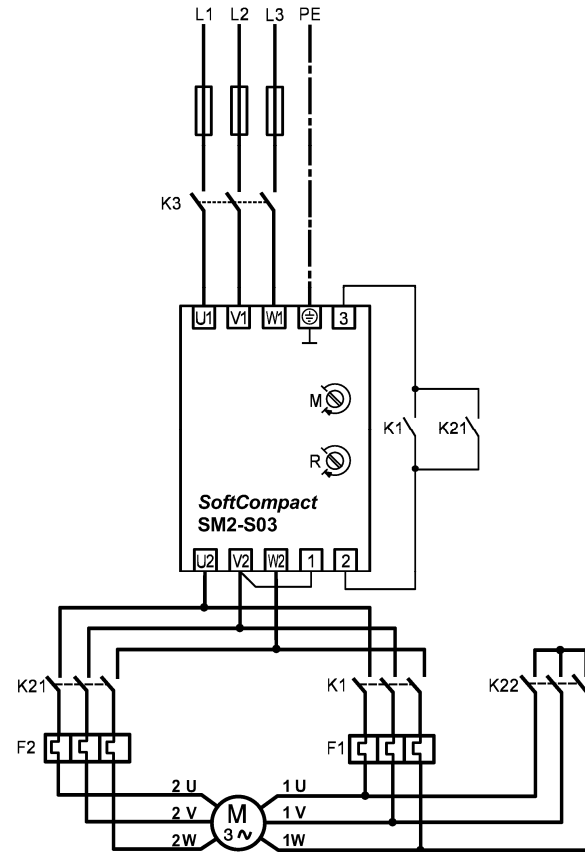 L1 L2 L3 PE
K3
U1 V1 W1 3
M
K1 K21
R
SoftCompact
SM2-S03
U2 V2 W2 1 2
K21 K1 K22
F2 F1
2 U 1 U
M
2 V 1 V
3 ~
2W 1W